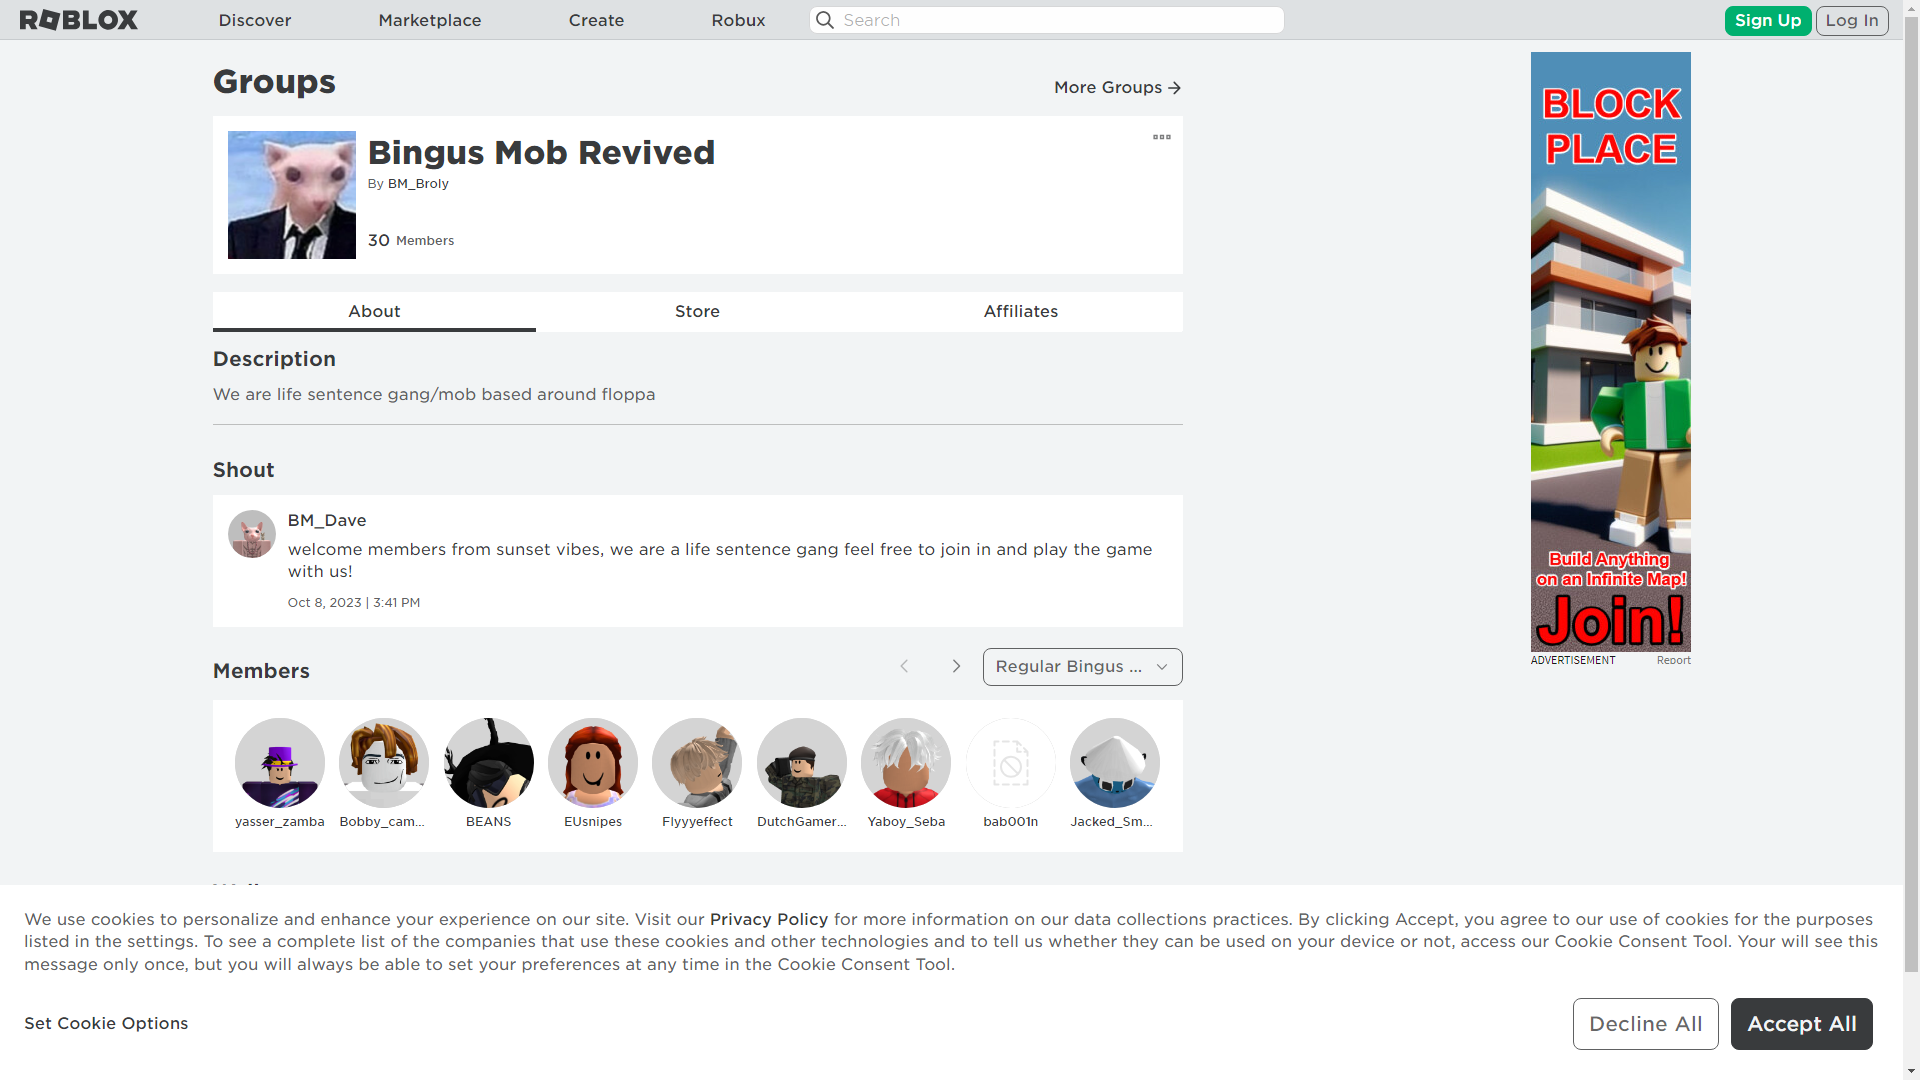 ROBLOX
Discover
Marketplace
Create
Robux
Search
Sign Up
Log In
Groups
More Groups
Bingus Mob Revived
By BM_Broly
30 Members
About
Store
Affiliates
Description
We are life sentence gang/mob based around floppa
Shout
BM_Dave
welcome members from sunset vibes, we are a life sentence gang feel free to join in and play the game
with us!
Oct 8, 2023 | 3:41 PM
Members
Regular Bingus ...
yasser_zamba
Bobby_cam...
BEANS
EUsnipes
Flyyyeffect
DutchGamer...
Yaboy_Seba
bab001n
Jacked_Sm...
BLOCK
PLACE
Build Anything
on an Infinite Map!
Join!
ADVERTISEMENT
Report
We use cookies to personalize and enhance your experience on our site. Visit our Privacy Policy for more information on our data collections practices. By clicking Accept, you agree to our use of cookies for the purposes
listed in the settings. To see a complete list of the companies that use these cookies and other technologies and to tell us whether they can be used on your device or not, access our Cookie Consent Tool. Your will see this
message only once, but you will always be able to set your preferences at any time in the Cookie Consent Tool.
Set Cookie Options
Decline All
Accept All